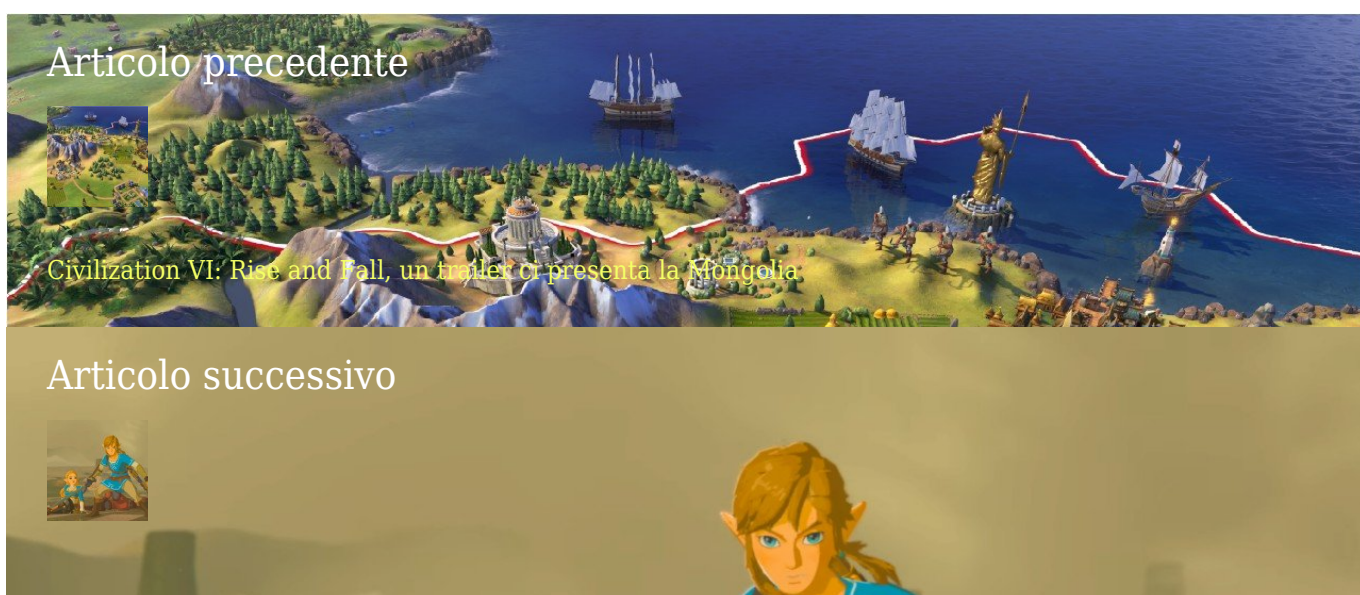 Articolo precedente
Civilization VI: Rise and Fall, un trailer ci presenta la Mongolia
Articolo successivo